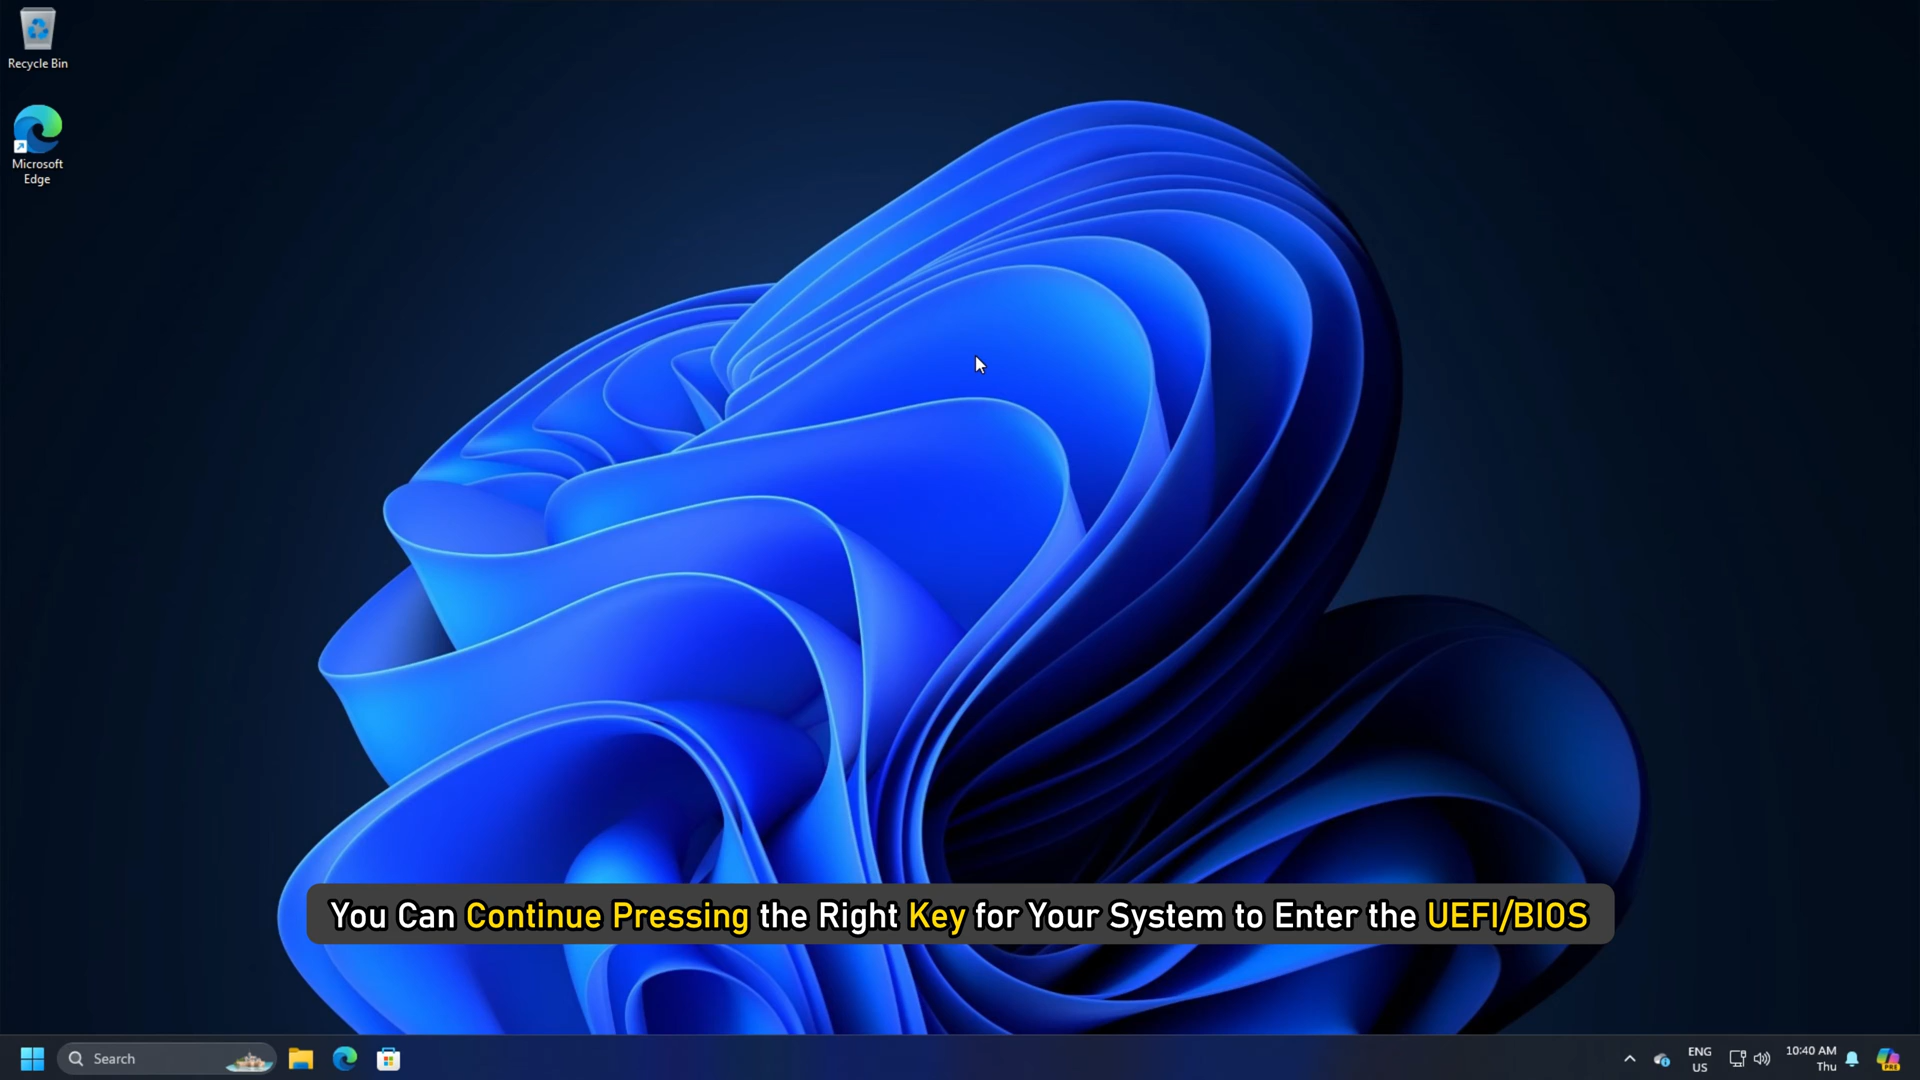 Recycle Bin
Microsoft
Edge
You Can Continue Pressing the Right Key for Your System to Enter the UEFI/BIOS
Search
ENG
US
10:40 AM
Thu
PRE